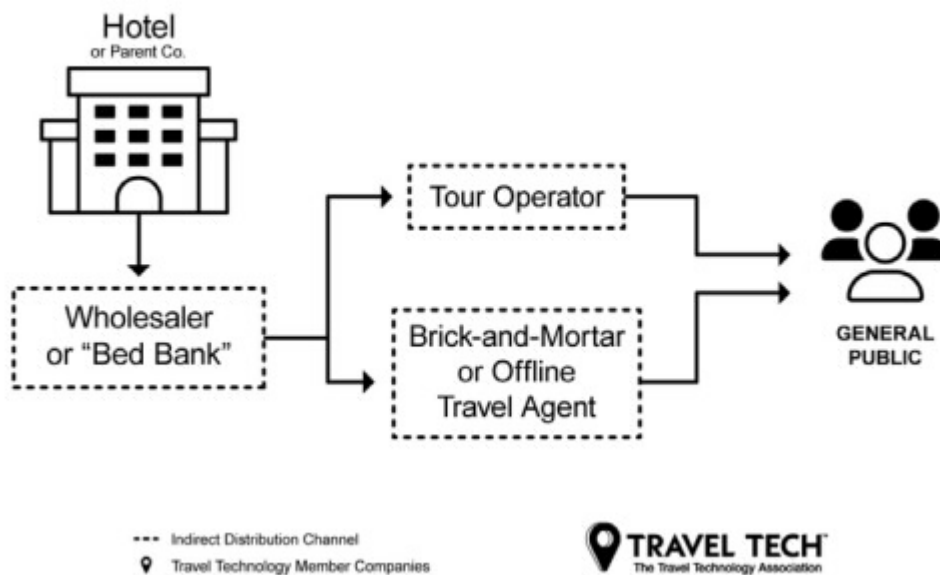 Hotel
or Parent Co.
Tour Operator
Wholesaler
or “Bed Bank”
Brick-and-Mortar
or Offline
Travel Agent
GENERAL
PUBLIC
Indirect Distribution Channel
Travel Technology Member Companies
TRAVEL TECH
The Travel Technology Association